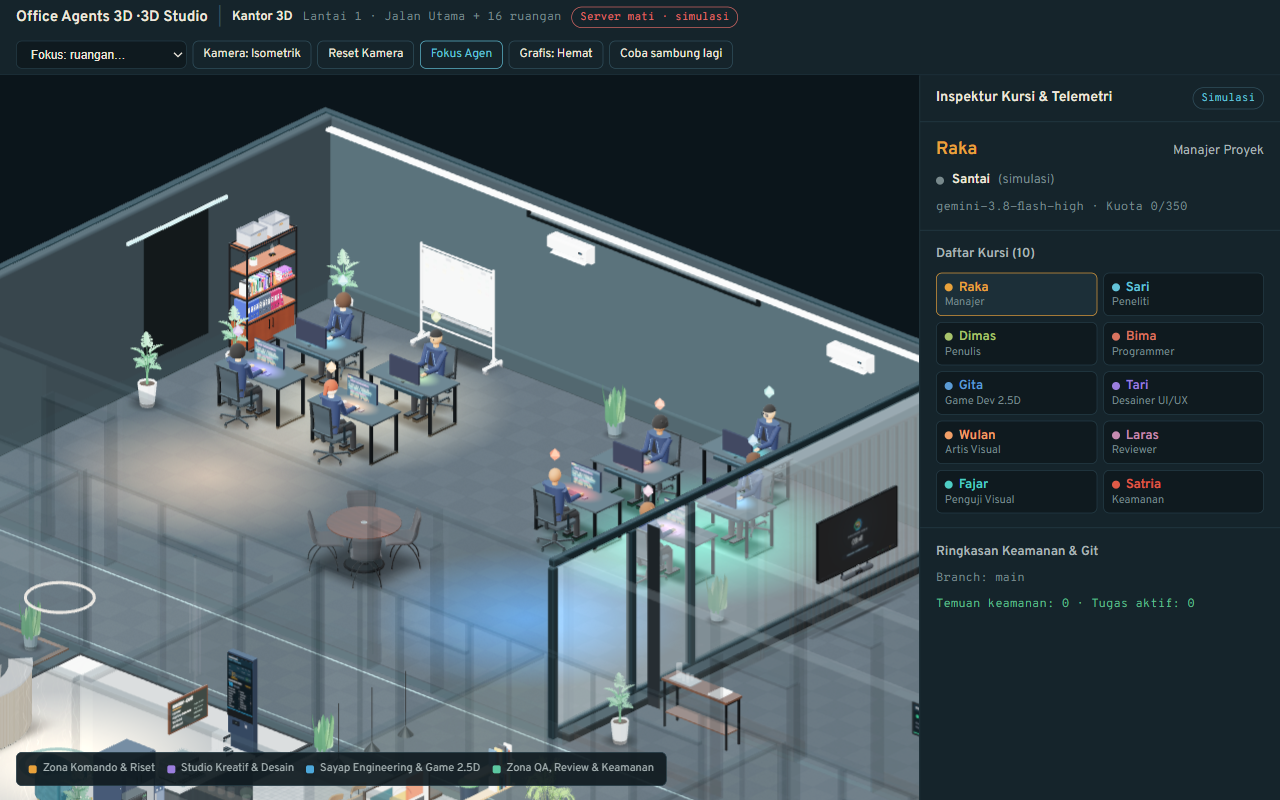 Office Agents 3D ·3D Studio
Kantor 3D
Lantai 1 · Jalan Utama + 16 ruangan
Server mati · simulasi
Fokus: ruangan...
Kamera: Isometrik
Reset Kamera
Fokus Agen
Grafis: Hemat
Coba sambung lagi
Inspektur Kursi & Telemetri
Simulasi
Raka
Manajer Proyek
Santai (simulasi)
gemini-3.8-flash-high · Kuota 0/350
Daftar Kursi (10)
Raka
Manajer
Sari
Peneliti
Dimas
Penulis
Bima
Programmer
Gita
Game Dev 2.5D
Tari
Desainer UI/UX
Wulan
Artis Visual
Laras
Reviewer
Fajar
Penguji Visual
Satria
Keamanan
Ringkasan Keamanan & Git
Branch: main
Temuan keamanan: 0 · Tugas aktif: 0
Zona Komando & Riset
Studio Kreatif & Desain
Sayap Engineering & Game 2.5D
Zona QA, Review & Keamanan